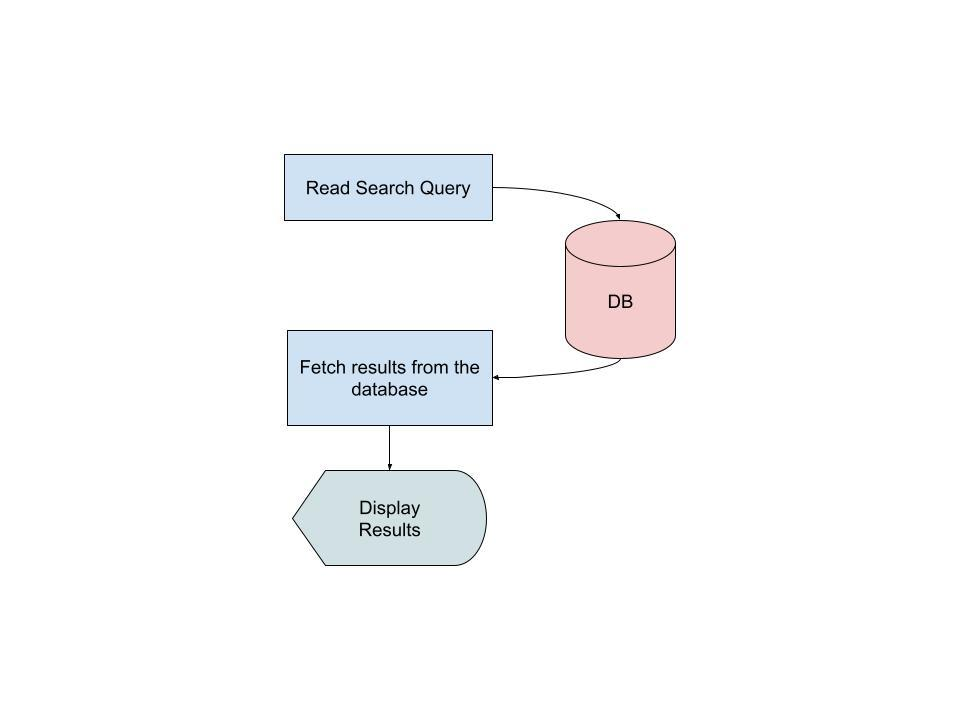 Read Search Query
DB
Fetch results from the
database
Display
Results